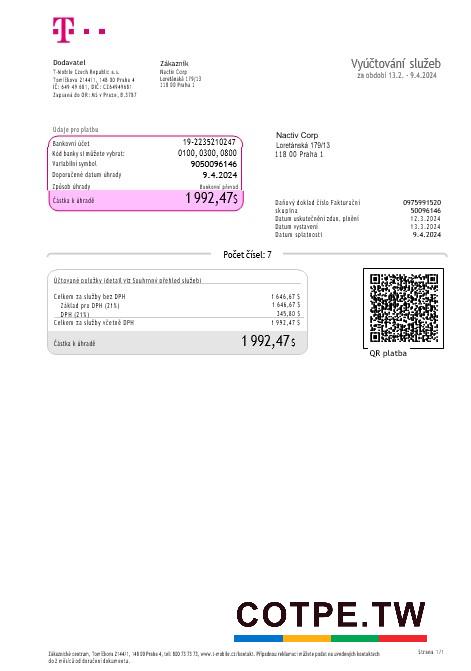 T
Dodavatel
T-Mobile Czech Republic a.s.
Tomíčkova 2144/1, 148 00 Praha 4
IČ: 649 49 681, DIČ: CZ64949681
Zapsaná do OR: MS v Praze, B.3787
Zákazník
Nactiv Corp
Loretánská 179/13
118 00 Praha 1
Vyúčtování služeb
za období 13.2. - 9.4.2024
Údaje pro platbu
Bankovní účet 19-2235210247
Kód banky si můžete vybrat: 0100, 0300, 0800
Variabilní symbol 9050096146
Doporučené datum úhrady 9.4.2024
Způsob úhrady Bankovní převod
Částka k úhradě 1 992,47$
Nactiv Corp
Loretánská 179/13
118 00 Praha 1
Daňový doklad číslo Fakturační 0975991520
skupina 50096146
Datum uskutečnění zdan. plnění 12.3.2024
Datum vystavení 13.3.2024
Datum splatnosti 9.4.2024
Počet čísel: 7
Účtované položky (detail viz Souhrnný přehled služeb)
Celkem za služby bez DPH 1 646,67 $
Základ pro DPH (21%) 1 646,67 $
DPH (21%) 345,80 $
Celkem za služby včetně DPH 1 992,47 $
Částka k úhradě 1 992,47$
QR platba
COTPE.TW
Zákaznické centrum, Tomíčkova 2144/1, 148 00 Praha 4, tel: 800 73 73 73, www.t-mobile.cz/kontakt. Případnou reklamaci můžete podat na uvedených kontaktech
do 2 měsíců od doručení dokumentu.
Strana 1/1